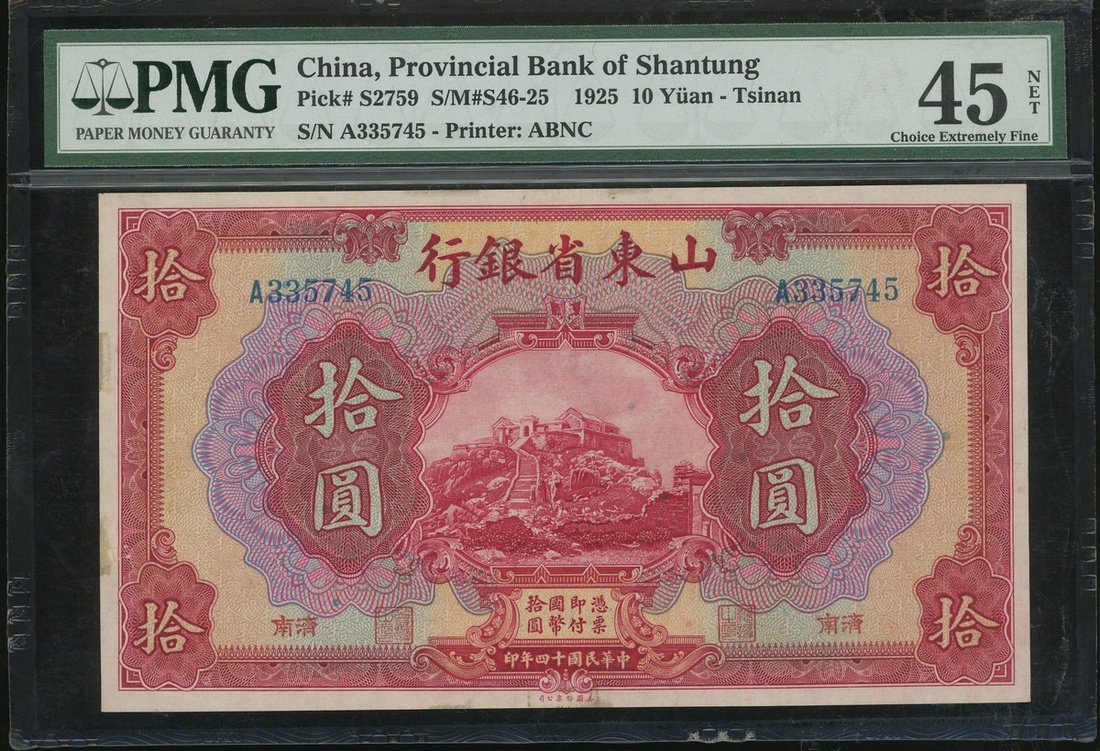 PMG
PAPER MONEY GUARANTY
China, Provincial Bank of Shantung
Pick# S2759 S/M#S46-25 1925 10 Yüan - Tsinan
S/N A335745 - Printer: ABNC
45
NET
Choice Extremely Fine
拾
行銀省東山
拾
A335745
A335745
拾圓
拾圓
拾國即憑
圓幣付票
南濟
南濟
拾
印年四十國民華中
拾